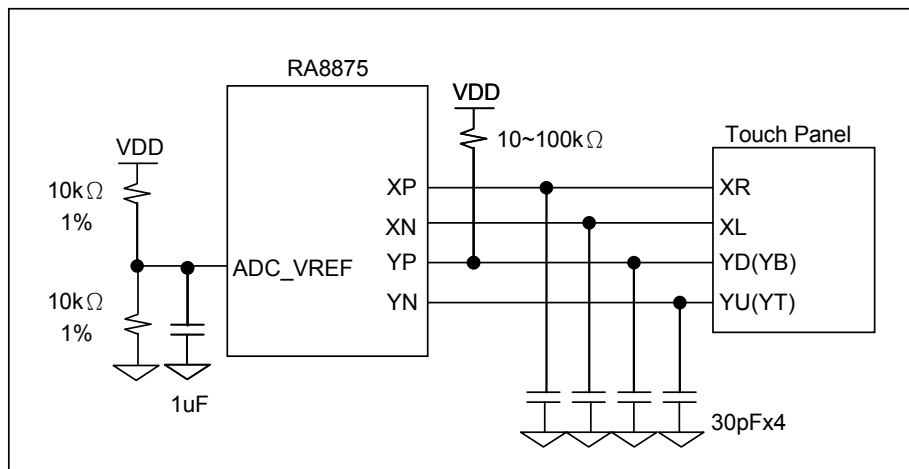 RA8875
VDD
10~100kΩ
Touch Panel
VDD
10kΩ
1%
XP
XR
XN
XL
ADC_VREF
YP
YD(YB)
10kΩ
1%
YN
YU(YT)
1uF
30pFx4